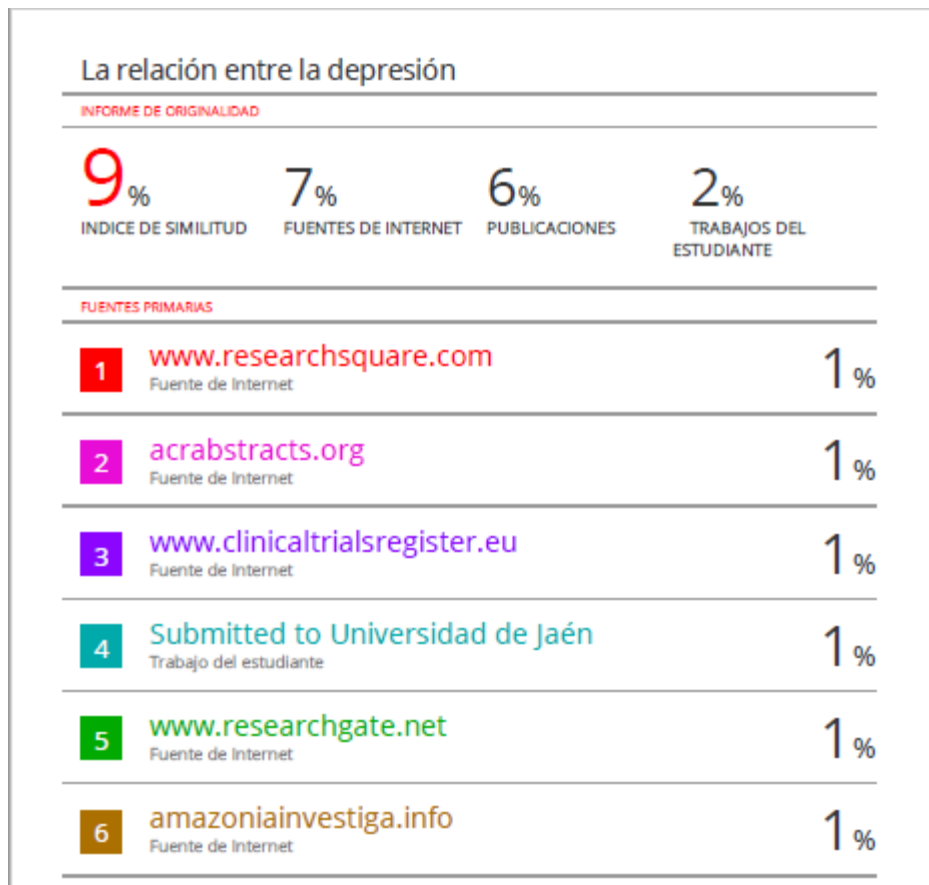 La relación entre la depresión
INFORME DE ORIGINALIDAD
9% 7% 6% 2%
INDICE DE SIMILITUD FUENTES DE INTERNET PUBLICACIONES TRABAJOS DEL
ESTUDIANTE
FUENTES PRIMARIAS
1 www.researchsquare.com 1%
Fuente de Internet
2 acrabstracts.org 1%
Fuente de Internet
3 www.clinicaltrialsregister.eu 1%
Fuente de Internet
4 Submitted to Universidad de Jaén 1%
Trabajo del estudiante
5 www.researchgate.net 1%
Fuente de Internet
6 amazoniainvestiga.info 1%
Fuente de Internet